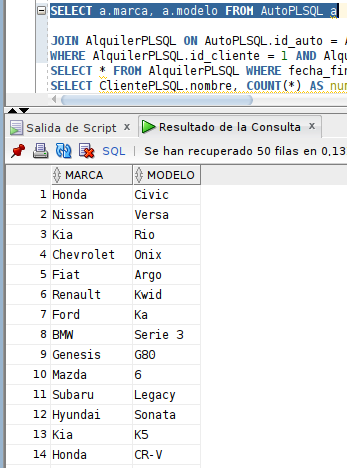 SELECT a.marca, a.modelo FROM AutoPLSQL a
JOIN AlquilerPLSQL ON AutoPLSQL.id_auto =
WHERE AlquilerPLSQL.id_cliente = 1 AND
SELECT * FROM AlquilerPLSQL WHERE
SELECT ClientePLSQL.nombre, COUNT(*) AS
Salida de Script x Resultado de la Consulta x
SQL | Se han recuperado 50 filas en 0,13
MARCA MODELO
1 Honda Civic
2 Nissan Versa
3 Kia Rio
4 Chevrolet Onix
5 Fiat Argo
6 Renault Kwid
7 Ford Ka
8 BMW Serie 3
9 Genesis G80
10 Mazda 6
11 Subaru Legacy
12 Hyundai Sonata
13 Kia K5
14 Honda CR-V